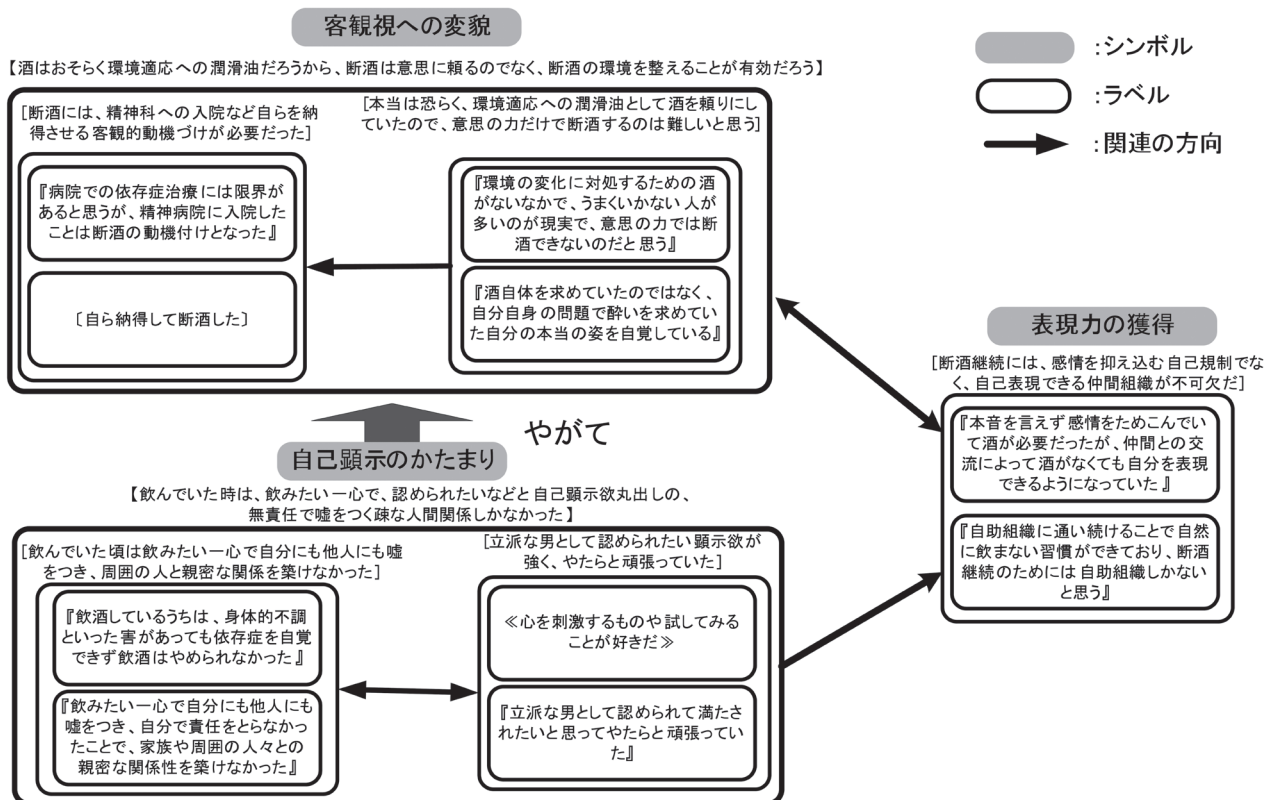 客観視への変貌
【酒はおそらく環境適応への潤滑油だろうから、断酒は意思に頼るのでなく、断酒の環境を整えることが有効だろう】
[断酒には、精神科への入院など自らを納
得させる客観的動機づけが必要だった]
『病院での依存症治療には限界が
あると思うが、精神病院に入院した
ことは断酒の動機付けとなった』
〔自ら納得して断酒した〕
[本当は恐らく、環境適応への潤滑油として酒を頼りにし
ていたので、意思の力だけで断酒するのは難しいと思う]
『環境の変化に対処するための酒
がないなかで、うまくいかない人が
多いのが現実で、意思の力では断
酒できないのだと思う』
『酒自体を求めていたのではなく、
自分自身の問題で酔いを求めてい
た自分の本当の姿を自覚している』
:シンボル
:ラベル
:関連の方向
表現力の獲得
[断酒継続には、感情を抑え込む自己規制でな
く、自己表現できる仲間組織が不可欠だ]
『本音を言えず感情をためこんでい
て酒が必要だったが、仲間との交
流によって酒がなくても自分を表現
できるようになっていた』
『自助組織に通い続けることで自然
に飲まない習慣ができており、断酒
継続のためには自助組織しかない
と思う』
やがて
自己顕示のかたまり
【飲んでいた時は、飲みたい一心で、認められたいなどと自己顕示欲丸出しの、
無責任で嘘をつく疎な人間関係しかなかった】
[飲んでいた頃は飲みたい一心で自分にも他人にも嘘
をつき、周囲の人と親密な関係を築けなかった]
『飲酒しているうちは、身体的不調
といった害があっても依存症を自覚
できず飲酒はやめられなかった』
『飲みたい一心で自分にも他人にも
嘘をつき、自分で責任をとらなかっ
たことで、家族や周囲の人々との
親密な関係性を築けなかった』
[立派な男として認められたい顕示欲が
強く、やたらと頑張っていた]
≪心を刺激するものや試してみる
ことが好きだ≫
『立派な男として認められて満たさ
れたいと思ってやたらと頑張ってい
た』